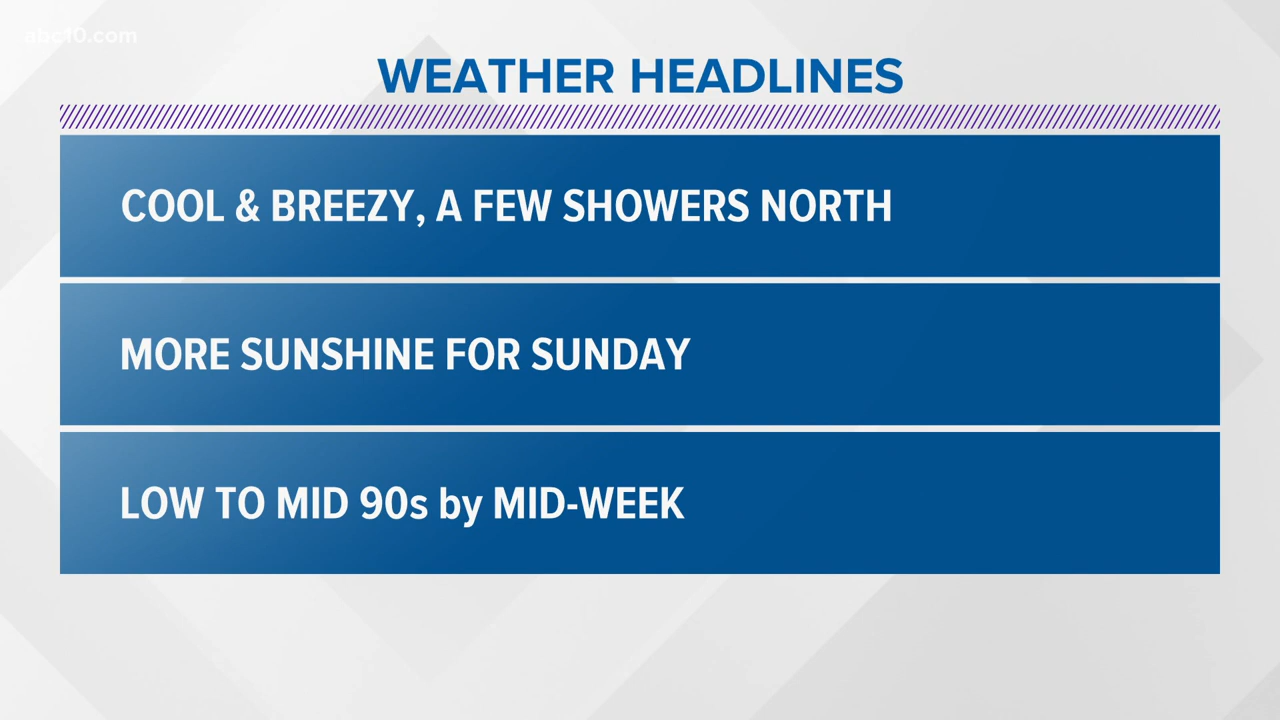 abc10.com
WEATHER HEADLINES
COOL & BREEZY, A FEW SHOWERS NORTH
MORE SUNSHINE FOR SUNDAY
LOW TO MID 90s by MID-WEEK